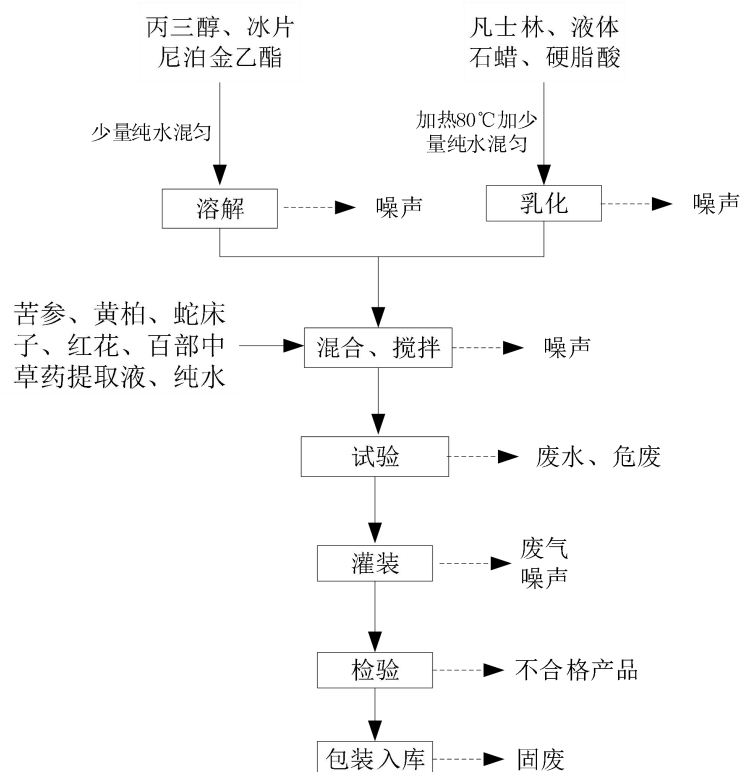 丙三醇、冰片
尼泊金乙酯
凡士林、液体
石蜡、硬脂酸
少量纯水混匀
加热80℃加少
量纯水混匀
溶解
噪声
乳化
噪声
苦参、黄柏、蛇床
子、红花、百部中
草药提取液、纯水
混合、搅拌
噪声
试验
废水、危废
灌装
废气
噪声
检验
不合格产品
包装入库
固废